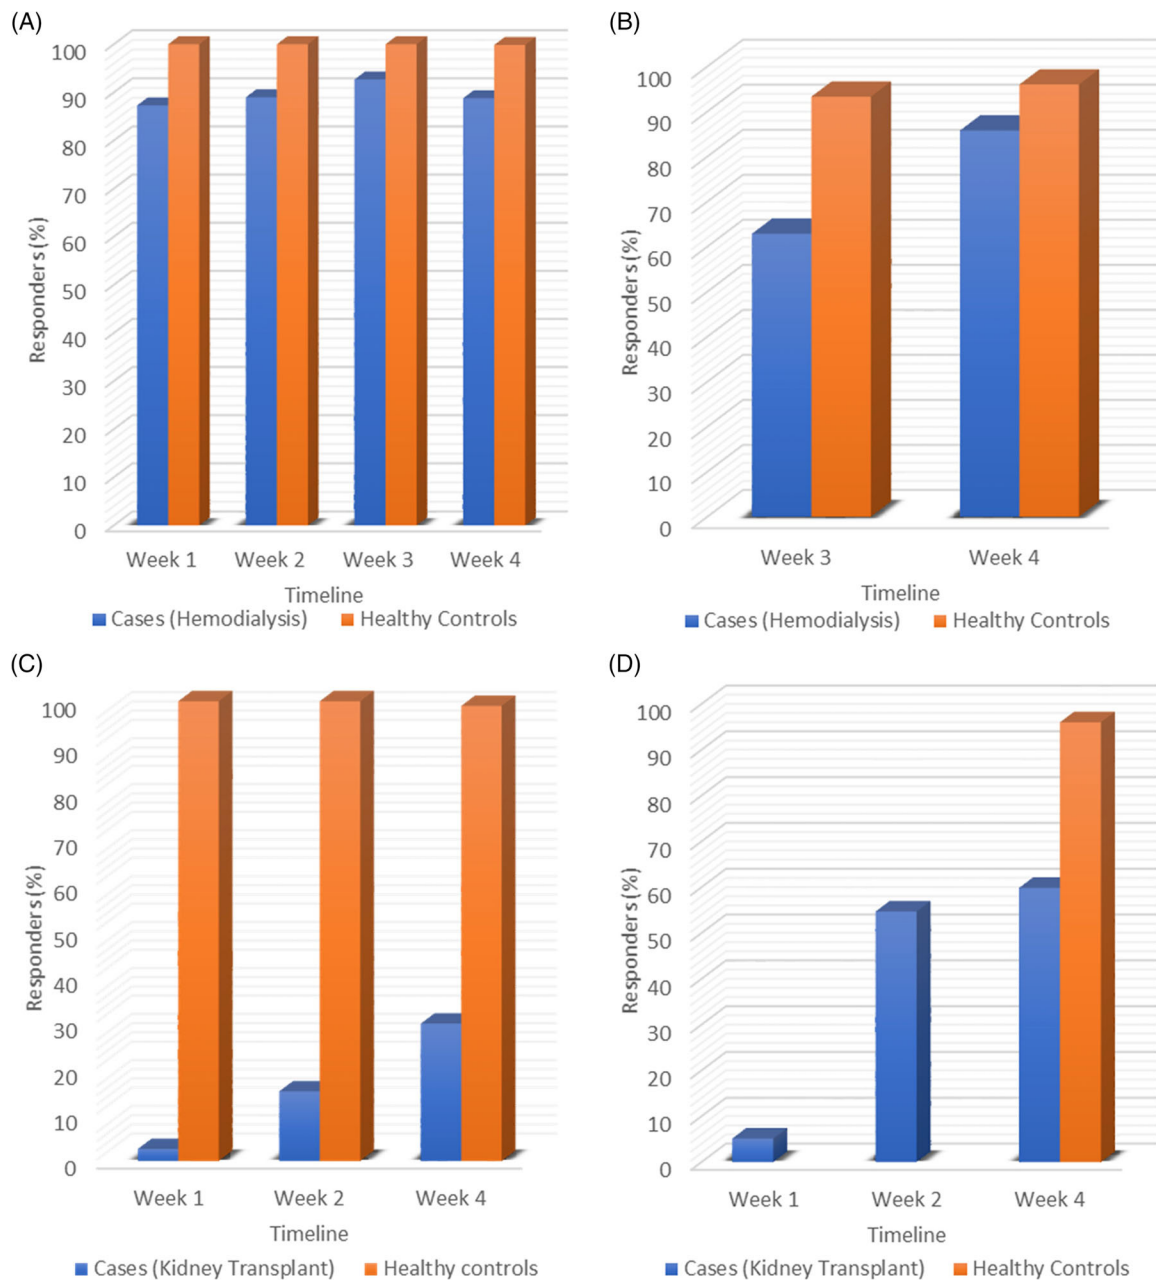 (A)
100
90
80
70
60
50
40
30
20
10
0
Responders (%)
Week 1 Week 2 Week 3 Week 4
Timeline
Cases (Hemodialysis) Healthy Controls
(B)
100
90
80
70
60
50
40
30
20
10
0
Responders (%)
Week 3 Week 4
Timeline
Cases (Hemodialysis) Healthy Controls
(C)
100
90
80
70
60
50
40
30
20
10
0
Responders (%)
Week 1 Week 2 Week 4
Timeline
Cases (Kidney Transplant) Healthy controls
(D)
100
90
80
70
60
50
40
30
20
10
0
Responders (%)
Week 1 Week 2 Week 4
Timeline
Cases (Kidney Transplant) Healthy Controls